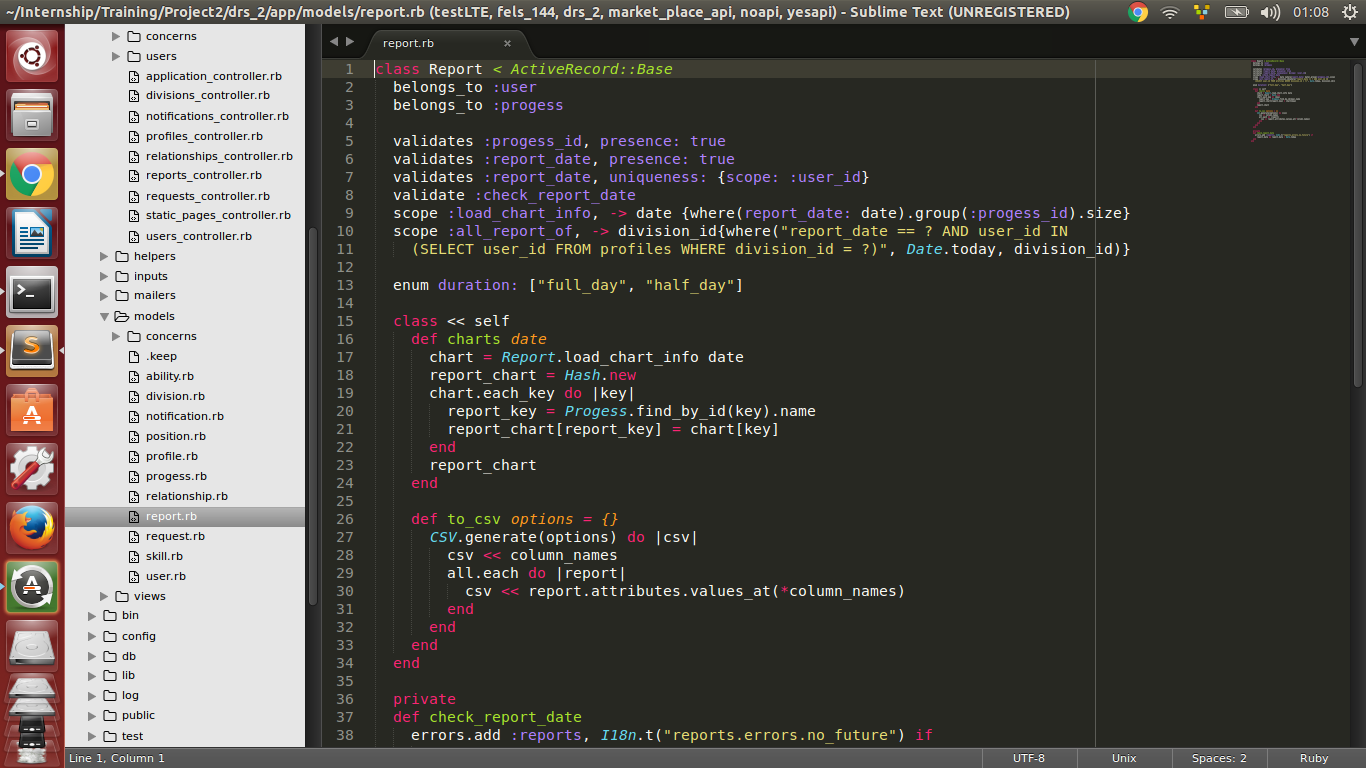 ~/Internship/Training/Project2/drs_2/app/models/report.rb (testLTE, fels_144, drs_2, market_place_api, noapi, yesapi) - Sublime Text (UNREGISTERED)
01:08
concerns
users
application_controller.rb
divisions_controller.rb
notifications_controller.rb
profiles_controller.rb
relationships_controller.rb
reports_controller.rb
requests_controller.rb
static_pages_controller.rb
users_controller.rb
helpers
inputs
mailers
models
concerns
.keep
ability.rb
division.rb
notification.rb
position.rb
profile.rb
progess.rb
relationship.rb
report.rb
request.rb
skill.rb
user.rb
views
bin
config
db
lib
log
public
test
report.rb ×
1 class Report < ActiveRecord::Base
2   belongs_to :user
3   belongs_to :progess
4
5   validates :progess_id, presence: true
6   validates :report_date, presence: true
7   validates :report_date, uniqueness: {scope: :user_id}
8   validate :check_report_date
9   scope :load_chart_info, -> date {where(report_date: date).group(:progess_id).size}
10   scope :all_report_of, -> division_id{where("report_date == ? AND user_id IN
11     (SELECT user_id FROM profiles WHERE division_id = ?)", Date.today, division_id)}
12
13   enum duration: ["full_day", "half_day"]
14
15   class << self
16     def charts date
17       chart = Report.load_chart_info date
18       report_chart = Hash.new
19       chart.each_key do |key|
20         report_key = Progess.find_by_id(key).name
21         report_chart[report_key] = chart[key]
22       end
23       report_chart
24     end
25
26     def to_csv options = {}
27       CSV.generate(options) do |csv|
28         csv << column_names
29         all.each do |report|
30           csv << report.attributes.values_at(*column_names)
31         end
32       end
33     end
34   end
35
36   private
37   def check_report_date
38     errors.add :reports, I18n.t("reports.errors.no_future") if
Line 1, Column 1
UTF-8
Unix
Spaces: 2
Ruby